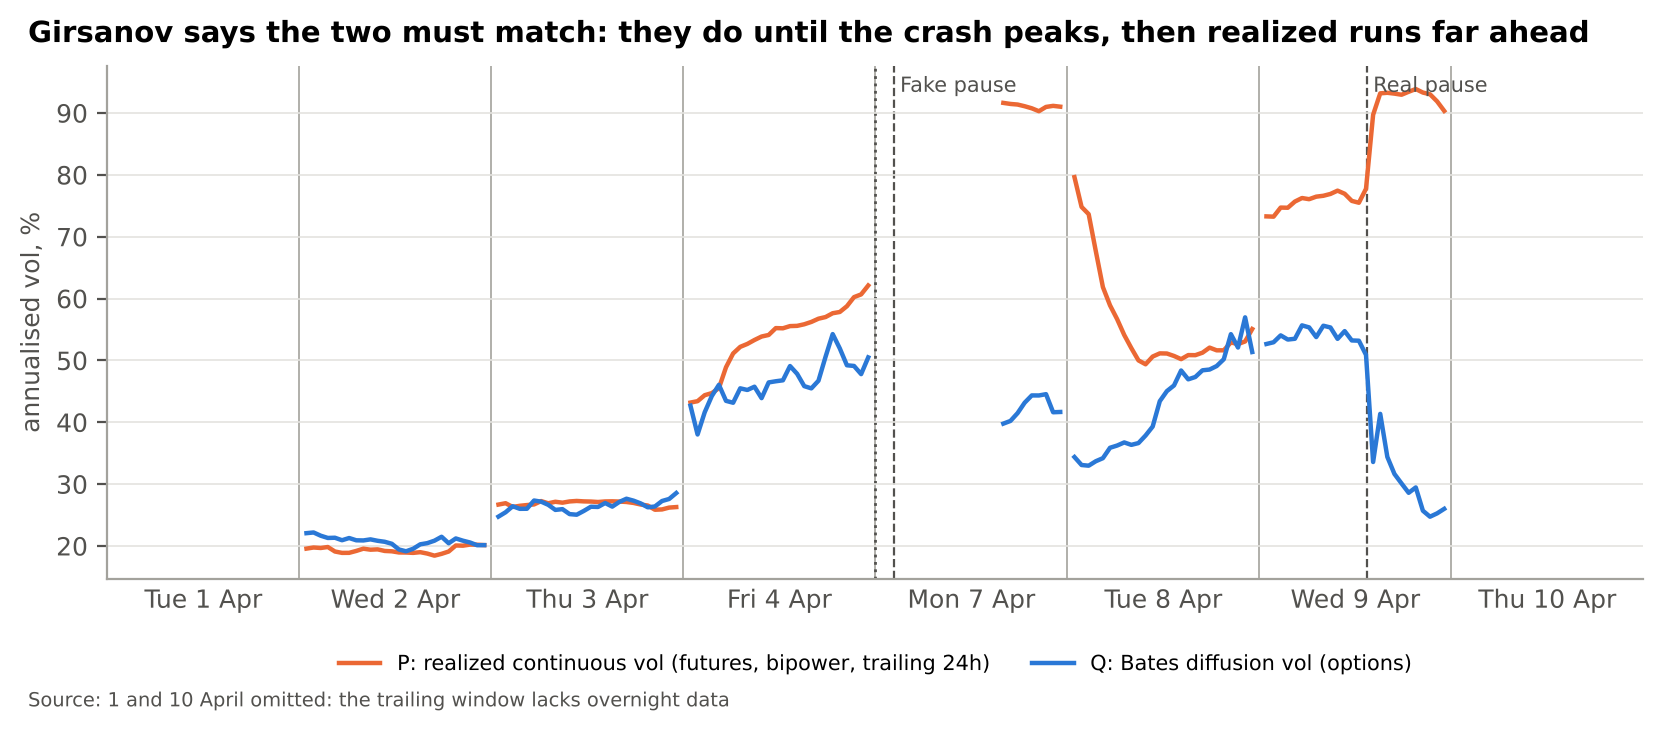 Girsanov says the two must match: they do until the crash peaks, then realized runs far ahead
annualised vol, %
90
80
70
60
50
40
30
20
Fake pause
Real pause
Tue 1 Apr
Wed 2 Apr
Thu 3 Apr
Fri 4 Apr
Mon 7 Apr
Tue 8 Apr
Wed 9 Apr
Thu 10 Apr
P: realized continuous vol (futures, bipower, trailing 24h)
Q: Bates diffusion vol (options)
Source: 1 and 10 April omitted: the trailing window lacks overnight data